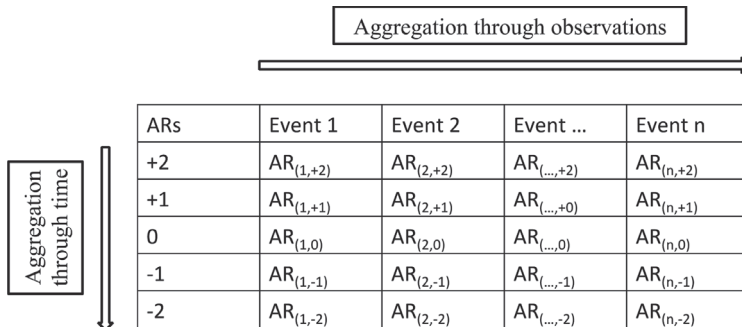 Aggregation through observations
ARs Event 1 Event 2 Event ... Event n
+2 AR(1,+2) AR(2,+2) AR(...,+2) AR(n,+2)
+1 AR(1,+1) AR(2,+1) AR(...,+0) AR(n,+1)
0 AR(1,0) AR(2,0) AR(...,0) AR(n,0)
-1 AR(1,-1) AR(2,-1) AR(...,-1) AR(n,-1)
-2 AR(1,-2) AR(2,-2) AR(...,-2) AR(n,-2)
Aggregation
through time